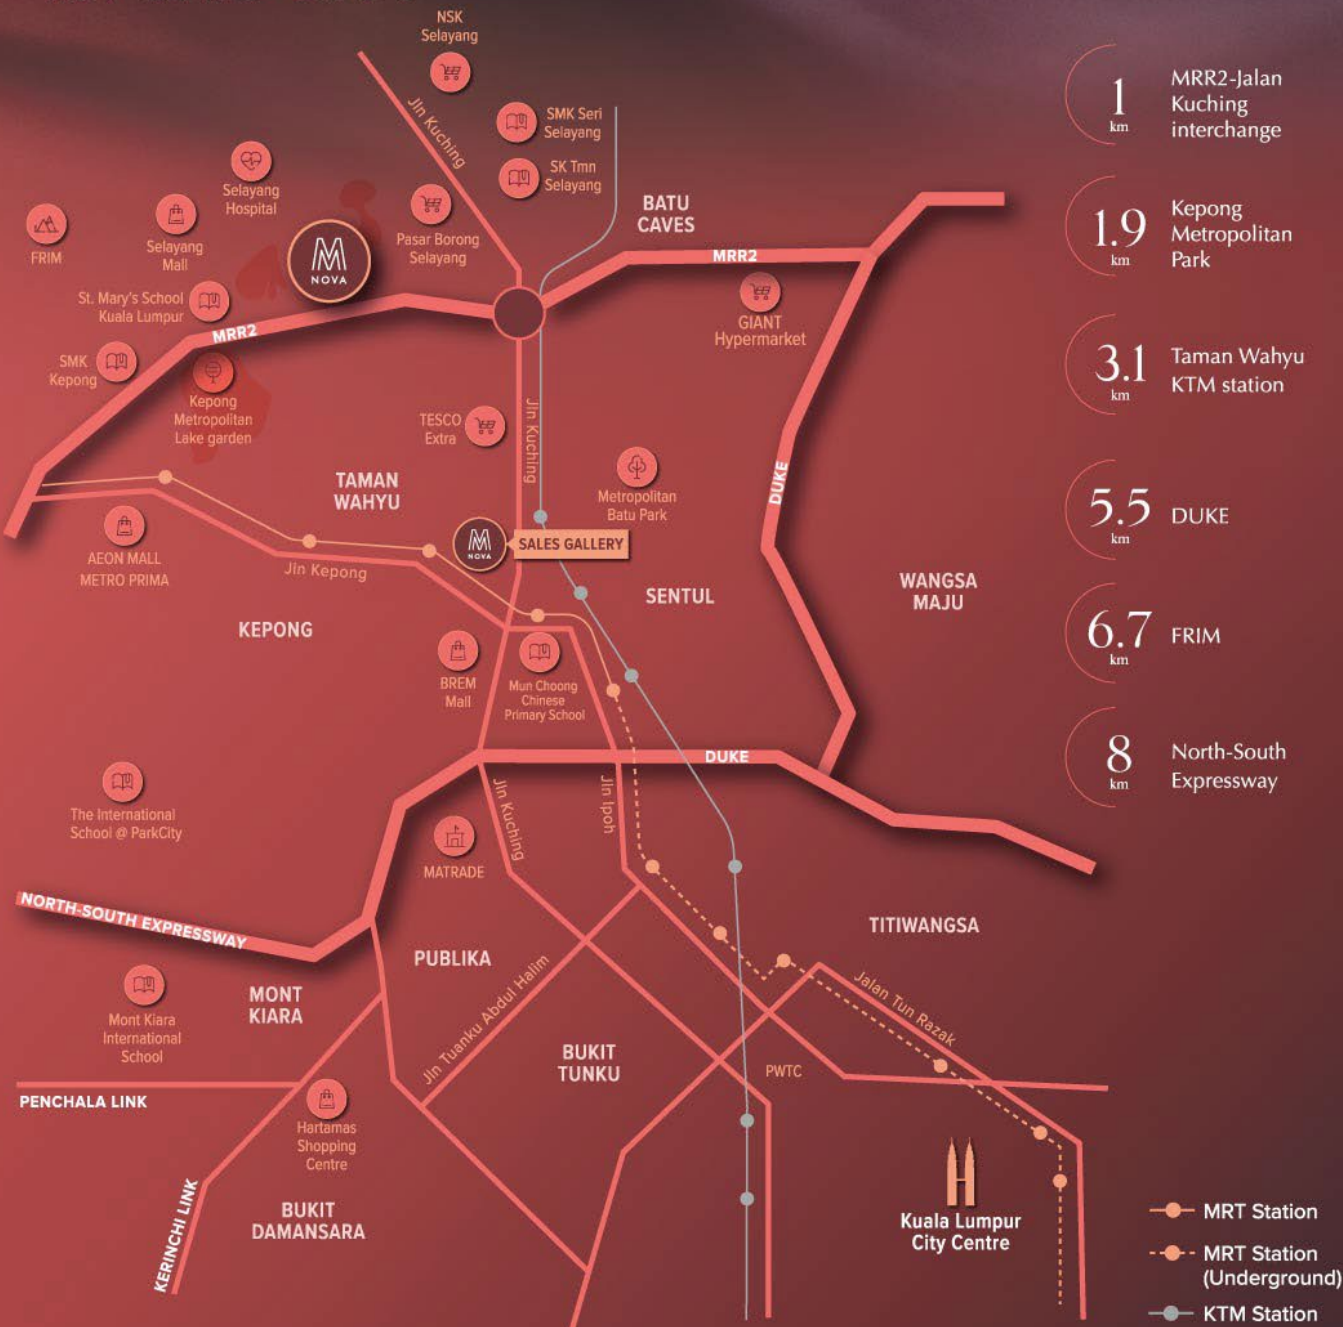 NSK
Selayang
Jln Kuching
SMK Seri
Selayang
SK Tmn
Selayang
Selayang
Hospital
BATU
CAVES
FRIM
Selayang
Mall
M
NOVA
Pasar Borong
Selayang
MRR2
St. Mary's School
Kuala Lumpur
MRR2
GIANT
Hypermarket
SMK
Kepong
Kepong
Metropolitan
Lake garden
TESCO
Extra
Jln Kuching
TAMAN
WAHYU
Metropolitan
Batu Park
DUKE
AEON MALL
METRO PRIMA
M
NOVA
SALES GALLERY
Jln Kepong
WANGSA
MAJU
SENTUL
KEPONG
BREM
Mall
Mun Choong
Chinese
Primary School
DUKE
Jln Kuching
Jln Ipoh
The International
School @ ParkCity
MATRADE
NORTH-SOUTH EXPRESSWAY
TITIWANGSA
PUBLIKA
MONT
KIARA
Mont Kiara
International
School
Jln Tuanku Abdul Halim
Jalan Tun Razak
BUKIT
TUNKU
PWTC
PENCHALA LINK
Hartamas
Shopping
Centre
KERINCHI LINK
BUKIT
DAMANSARA
Kuala Lumpur
City Centre
1
km
MRR2-Jalan
Kuching
interchange
1.9
km
Kepong
Metropolitan
Park
3.1
km
Taman Wahyu
KTM station
5.5
km
DUKE
6.7
km
FRIM
8
km
North-South
Expressway
MRT Station
MRT Station
(Underground)
KTM Station